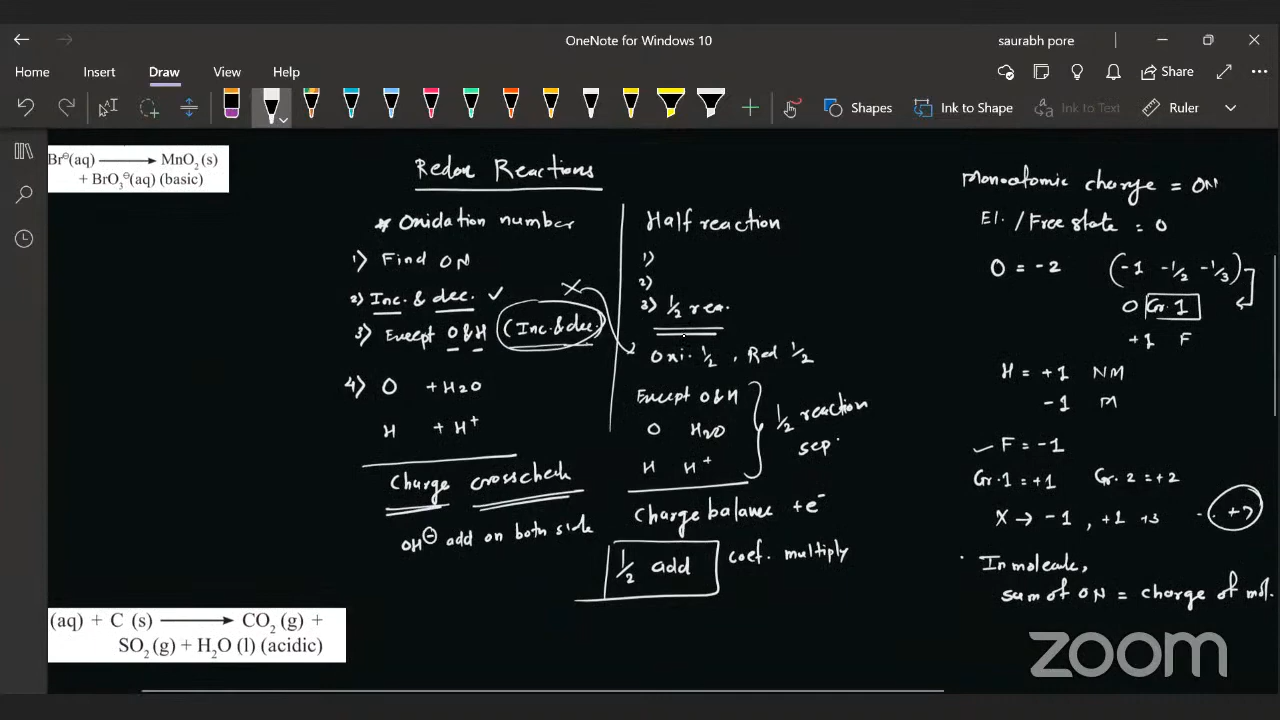 OneNote for Windows 10
saurabh pore
Home Insert Draw View Help
Share
Shapes
Ink to Shape
Ink to Text
Ruler
Br⊖(aq) ⟶ MnO₂(s)
+ BrO₃⊖(aq) (basic)
Redox Reactions
* Oxidation number
1) Find ON
2) Inc. & dec. ✓
3) Except O & H (Inc. & dec.)
4) O + H₂O
H + H⁺
Charge crosscheck
OH⊖ add on both side
Half reaction
1)
2)
3) 1/2 rea.
Oxi. 1/2, Red 1/2
Except O & H
O H₂O
H H⁺
1/2 reaction
sep.
Charge balance + e⁻
1/2 add
coef. multiply
Monoatomic charge = ON
El. / Free state = 0
O = -2 (-1 -1/2 -1/3)
O Gr. 1
+1 F
H = +1 NM
-1 M
✓ F = -1
Gr. 1 = +1 Gr. 2 = +2
X → -1, +1 +3 . . +7
In molecule,
sum of ON = charge of mol.
(aq) + C (s) ⟶ CO₂ (g) +
SO₂ (g) + H₂O (l) (acidic)
zoom